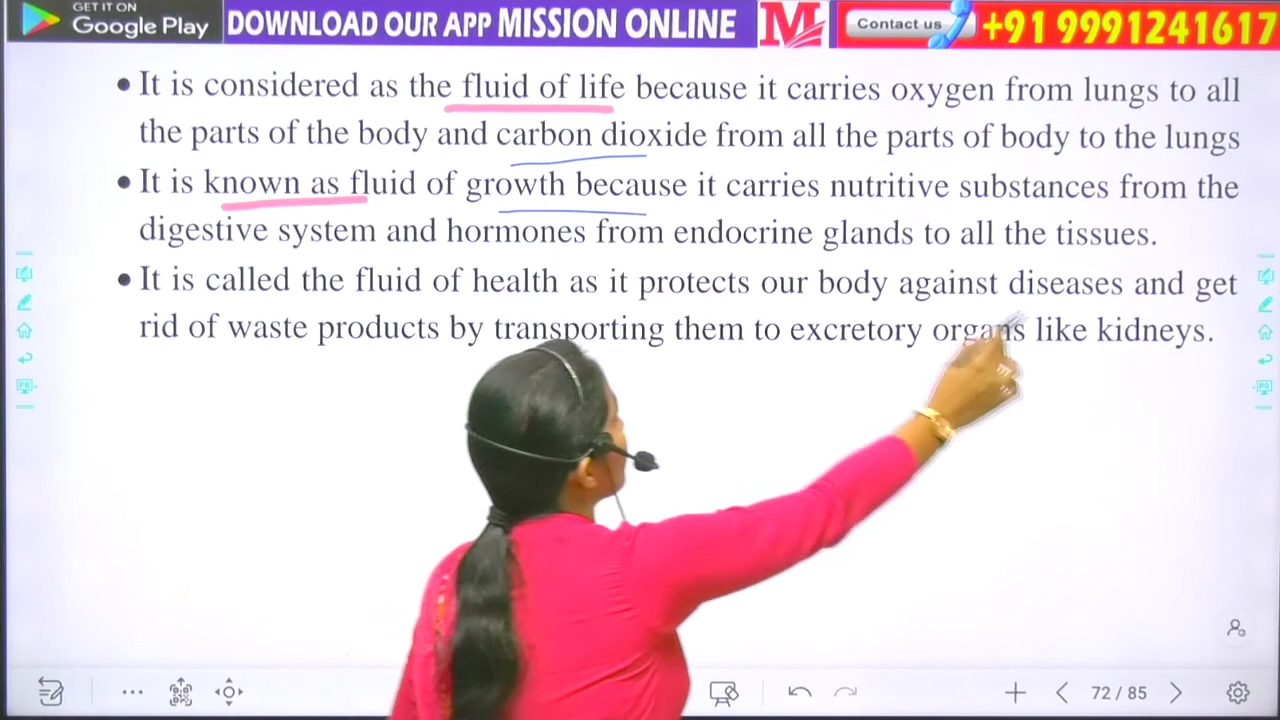 GET IT ON
Google Play
DOWNLOAD OUR APP MISSION ONLINE
M
Contact us
+91 9991241617
• It is considered as the fluid of life because it carries oxygen from lungs to all
the parts of the body and carbon dioxide from all the parts of body to the lungs
• It is known as fluid of growth because it carries nutritive substances from the
digestive system and hormones from endocrine glands to all the tissues.
• It is called the fluid of health as it protects our body against diseases and get
rid of waste products by transporting them to excretory organs like kidneys.
72 / 85